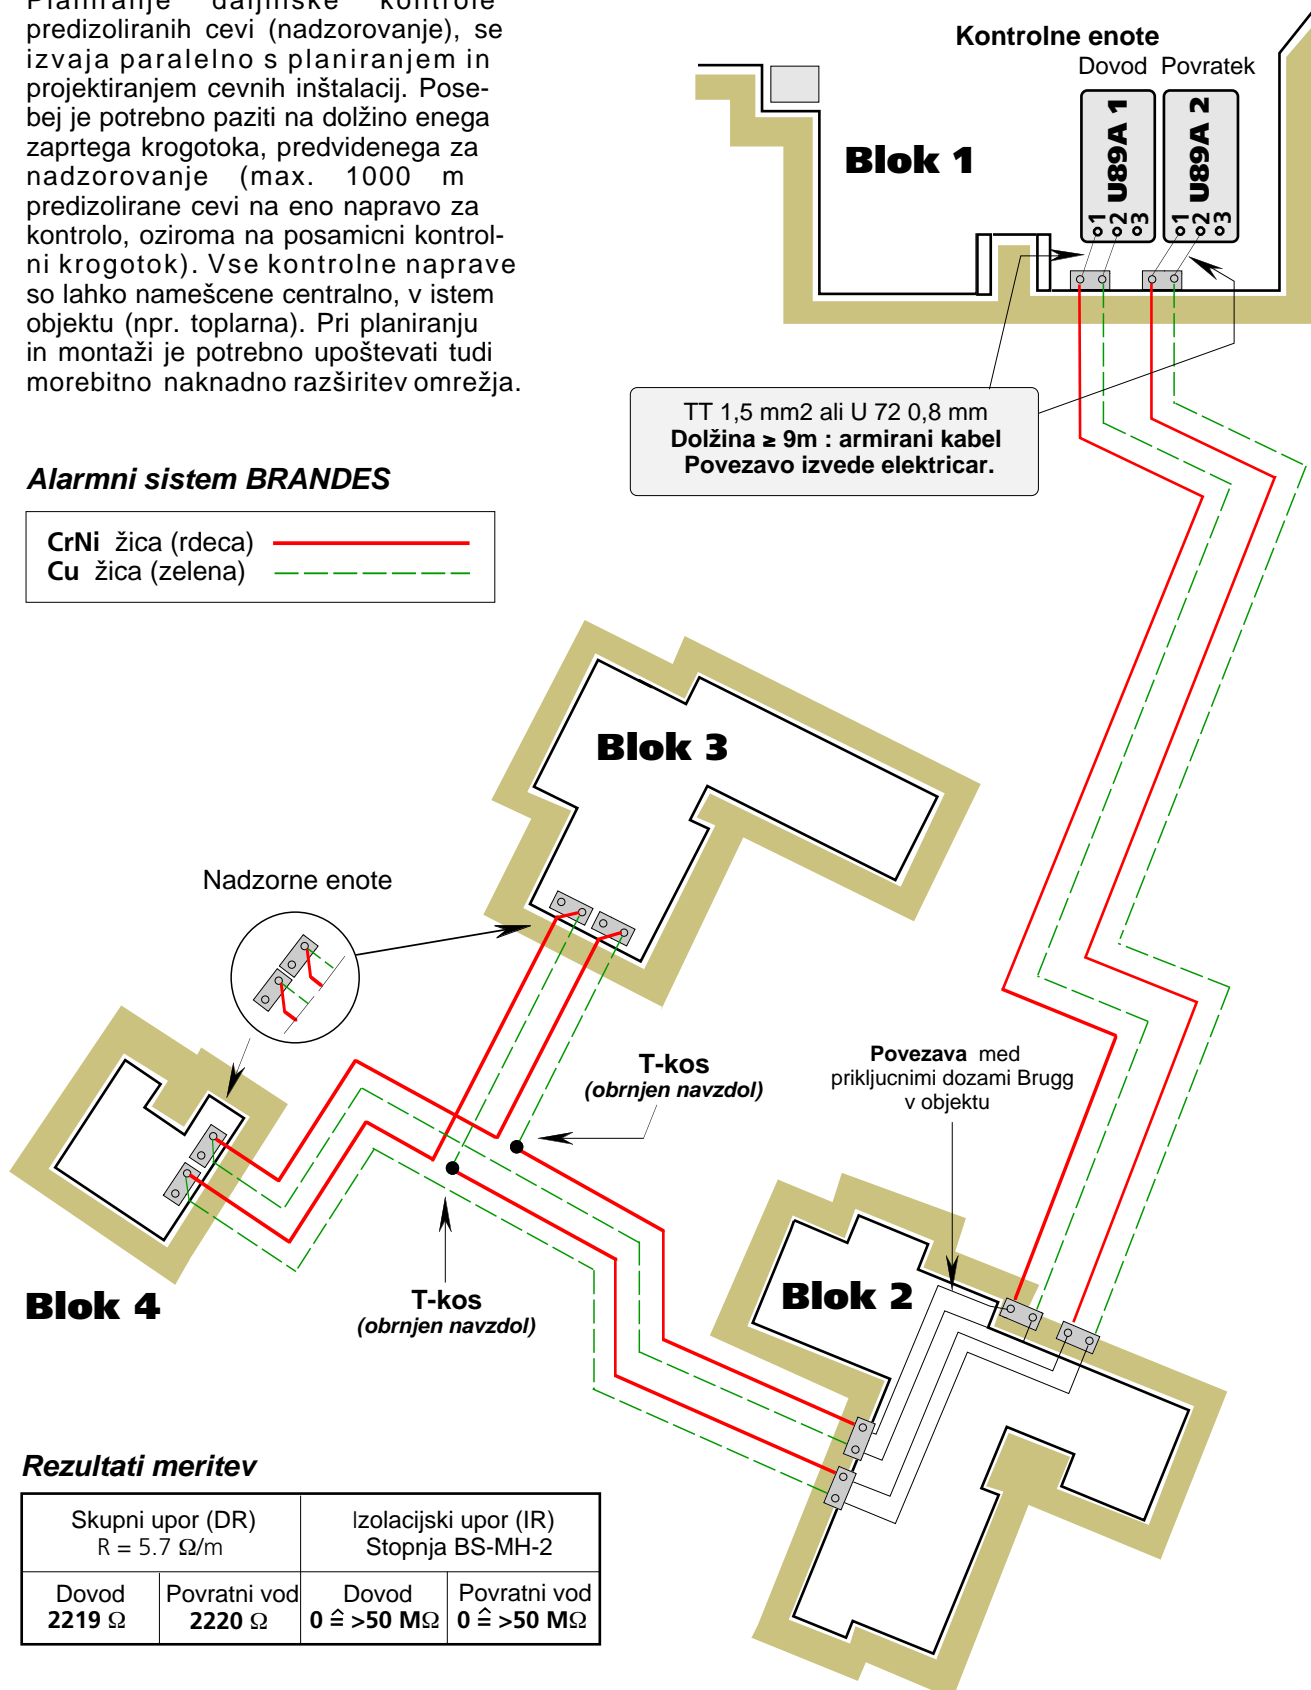 Planiranje daljinske kontrole
predizoliranih cevi (nadzorovanje), se
izvaja paralelno s planiranjem in
projektiranjem cevnih inštalacij. Pose-
bej je potrebno paziti na dolžino enega
zaprtega krogotoka, predvidenega za
nadzorovanje (max. 1000 m
predizolirane cevi na eno napravo za
kontrolo, oziroma na posamicni kontrol-
ni krogotok). Vse kontrolne naprave
so lahko namešcene centralno, v istem
objektu (npr. toplarna). Pri planiranju
in montaži je potrebno upoštevati tudi
morebitno naknadno razširitev omrežja.
Kontrolne enote
Dovod Povratek
U89A 1
1 2 3
U89A 2
1 2 3
Blok 1
TT 1,5 mm2 ali U 72 0,8 mm
Dolžina ≥ 9m : armirani kabel
Povezavo izvede elektricar.
Alarmni sistem BRANDES
CrNi žica (rdeca)
Cu žica (zelena)
Blok 3
Nadzorne enote
T-kos
(obrnjen navzdol)
Povezava med
prikljucnimi dozami Brugg
v objektu
Blok 4
T-kos
(obrnjen navzdol)
Blok 2
Rezultati meritev
Skupni upor (DR)
R = 5.7 Ω/m
Izolacijski upor (IR)
Stopnja BS-MH-2
Dovod
2219 Ω
Povratni vod
2220 Ω
Dovod
0 ≙ >50 MΩ
Povratni vod
0 ≙ >50 MΩ